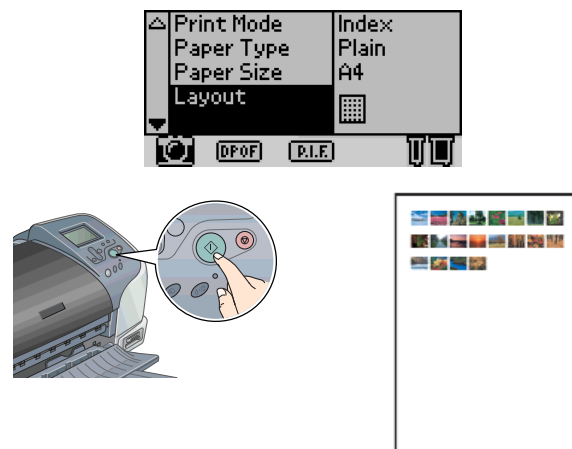 Print Mode Index
Paper Type Plain
Paper Size A4
Layout
DPOF P.I.F.